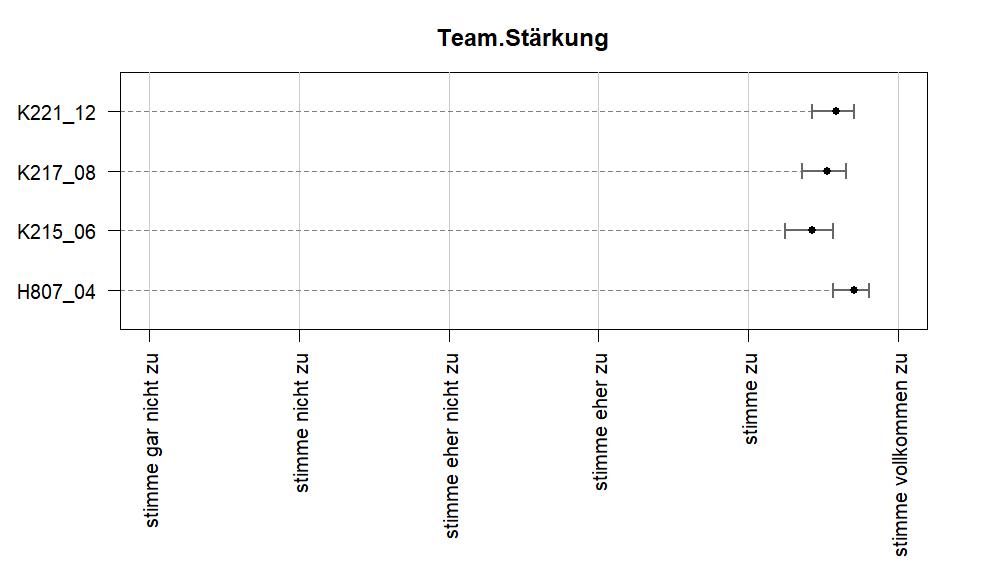 Team.Stärkung
K221_12
K217_08
K215_06
H807_04
stimme gar nicht zu
stimme nicht zu
stimme eher nicht zu
stimme eher zu
stimme zu
stimme vollkommen zu